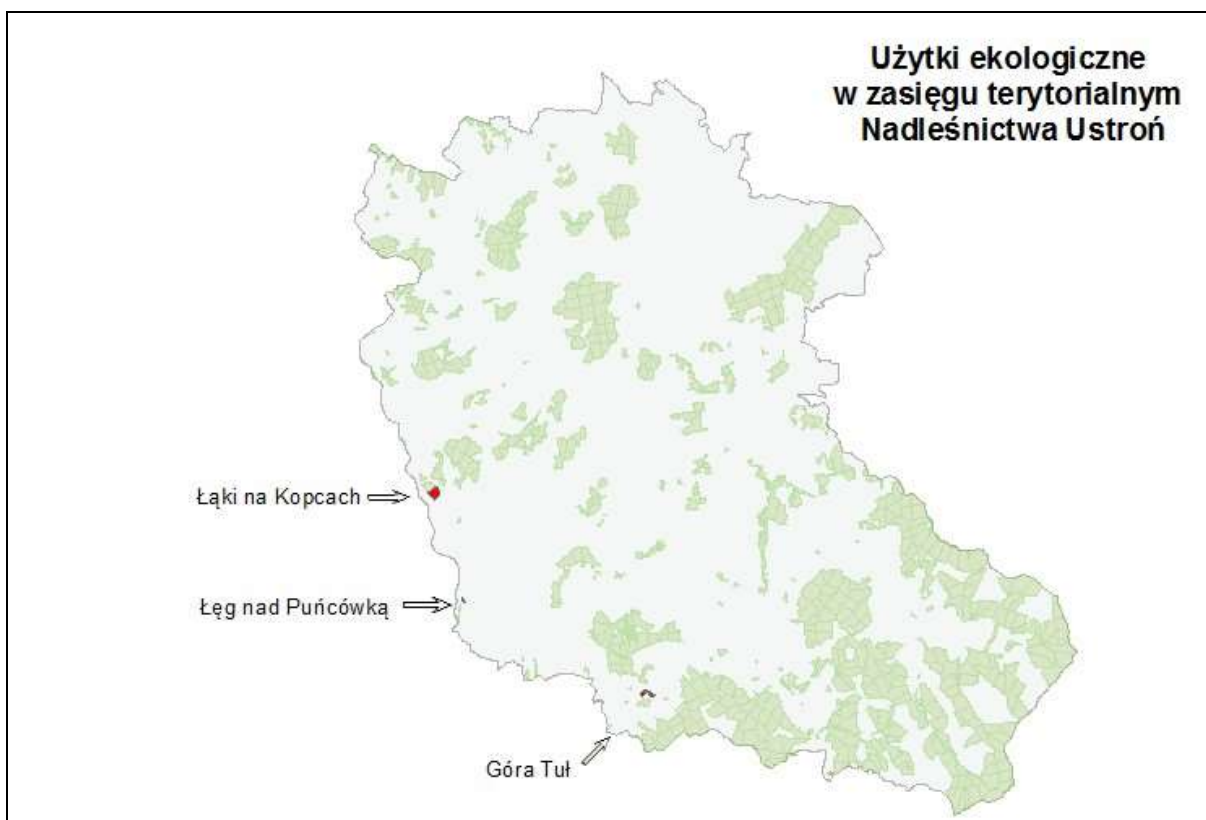 Użytki ekologiczne
w zasięgu terytorialnym
Nadleśnictwa Ustroń
Łąki na Kopcach
Łęg nad Puńcówką
Góra Tuł